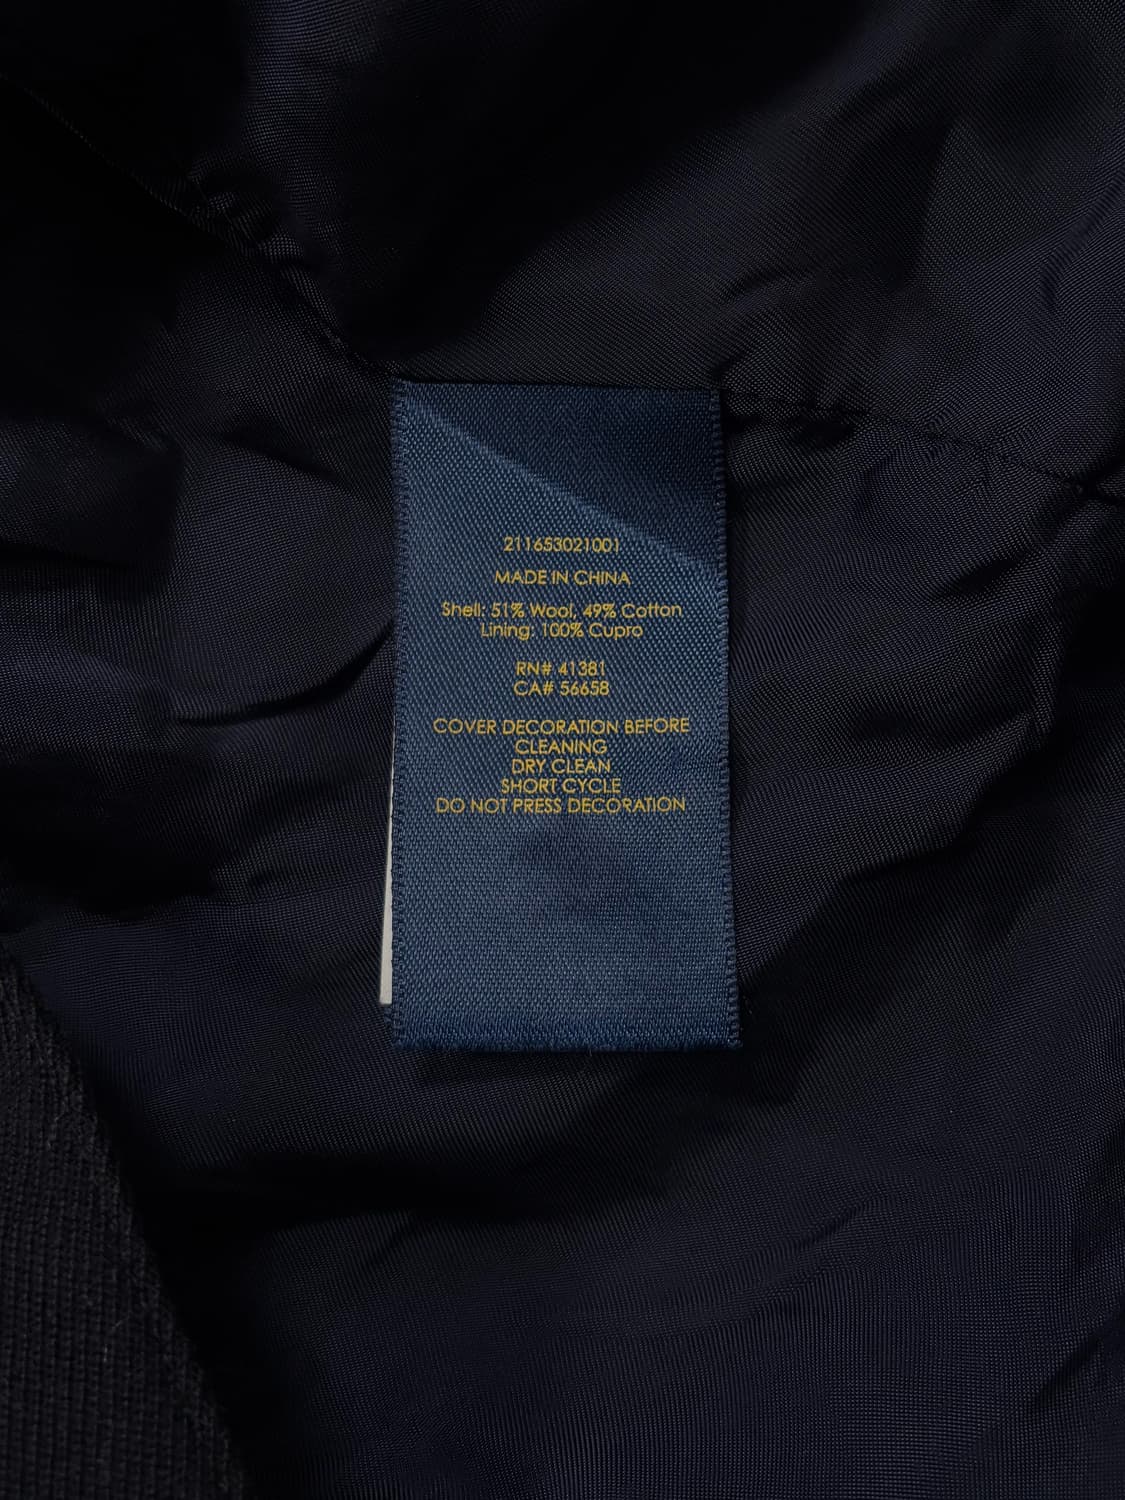 211653021001
MADE IN CHINA
Shell: 51% Wool, 49% Cotton
Lining: 100% Cupro
RN# 41381
CA# 56658
COVER DECORATION BEFORE
CLEANING
DRY CLEAN
SHORT CYCLE
DO NOT PRESS DECORATION